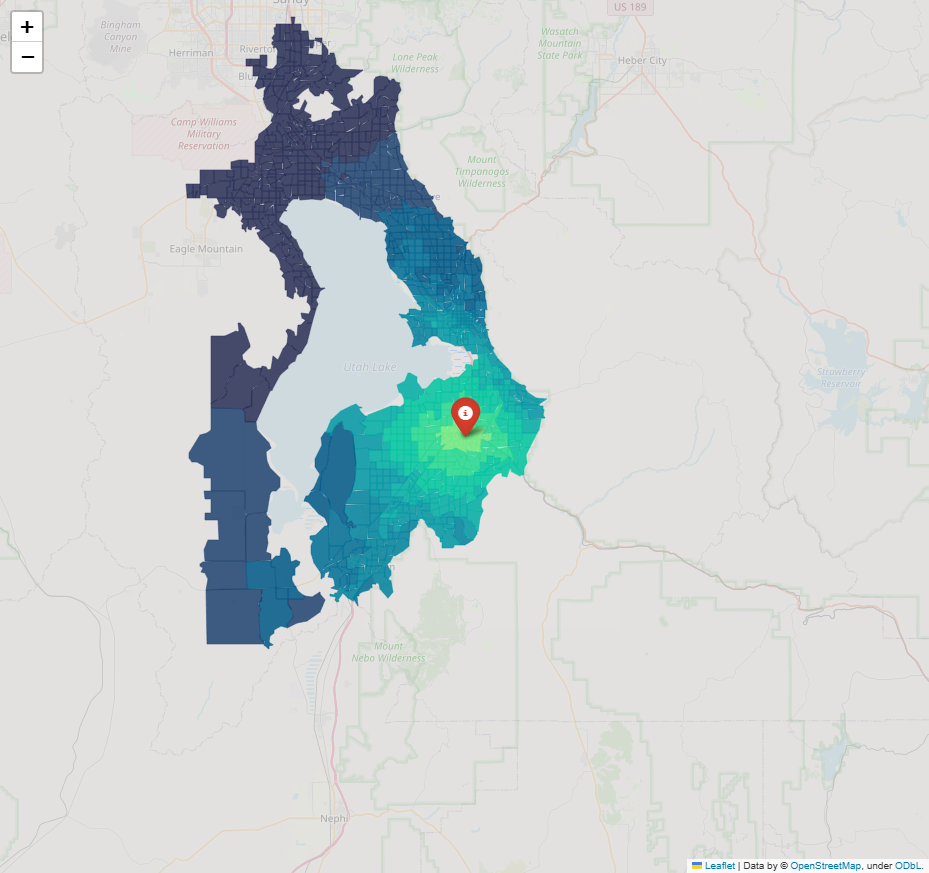 Sandy
US 189
+
−
Bingham
Canyon
Mine
Herriman
Riverton
Lone Peak
Wilderness
Wasatch
Mountain
State Park
Heber City
Camp Williams
Military
Reservation
Mount
Timpanogos
Wilderness
Eagle Mountain
Utah Lake
Strawberry
Reservoir
Mount
Nebo Wilderness
Nephi
Leaflet | Data by © OpenStreetMap, under ODbL.